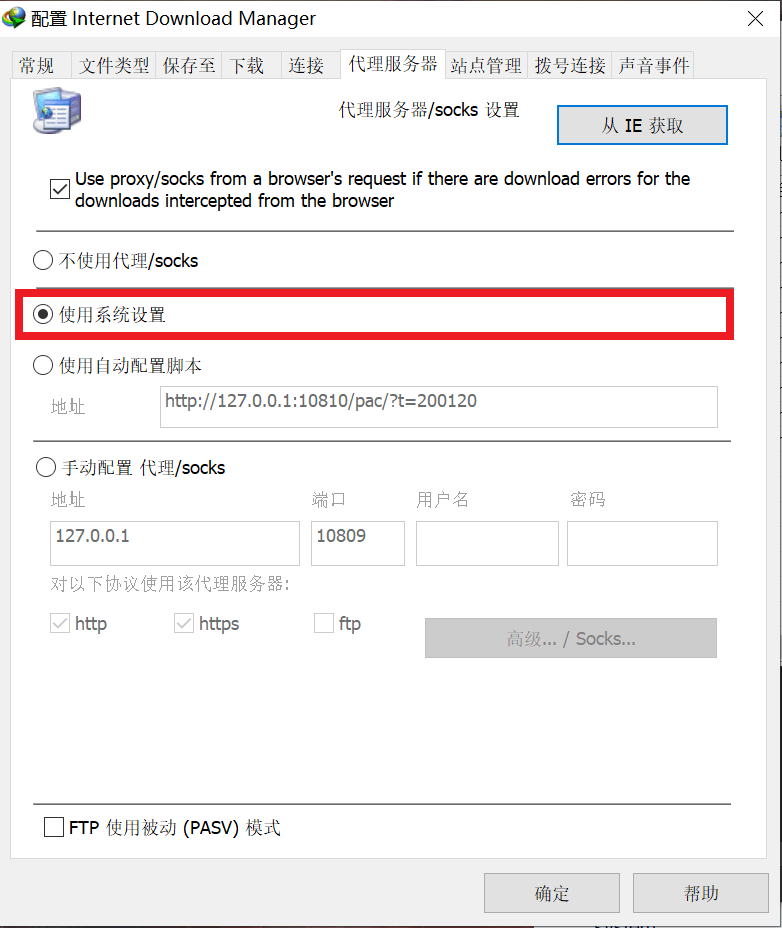 配置 Internet Download Manager
常规 文件类型 保存至 下载 连接 代理服务器 站点管理 拨号连接 声音事件
代理服务器/socks 设置
从 IE 获取
Use proxy/socks from a browser's request if there are download errors for the
downloads intercepted from the browser
不使用代理/socks
使用系统设置
使用自动配置脚本
地址 http://127.0.0.1:10810/pac/?t=200120
手动配置 代理/socks
地址 端口 用户名 密码
127.0.0.1 10809
对以下协议使用该代理服务器:
http https ftp
高级... / Socks...
FTP 使用被动 (PASV) 模式
确定 帮助